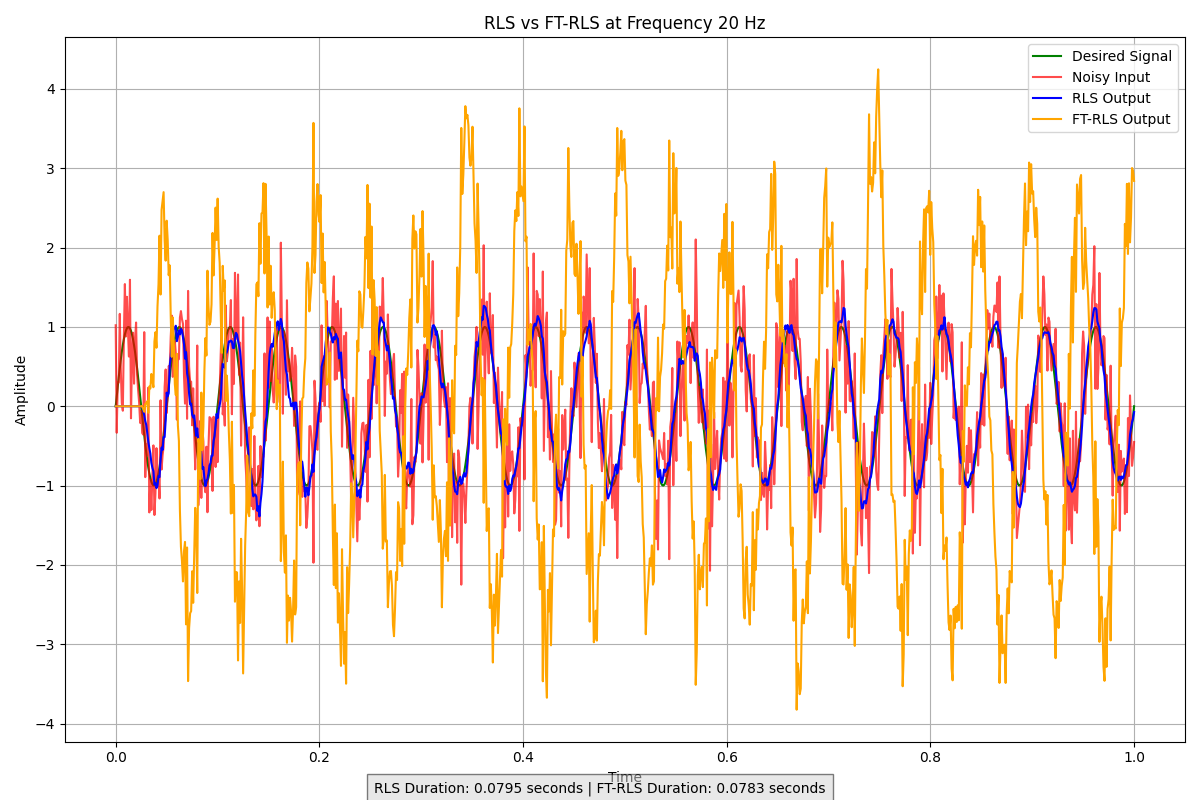 RLS vs FT-RLS at Frequency 20 Hz
Desired Signal
Noisy Input
RLS Output
FT-RLS Output
Amplitude
4
3
2
1
0
−1
−2
−3
−4
0.0 0.2 0.4 0.6 0.8 1.0
Time
RLS Duration: 0.0795 seconds | FT-RLS Duration: 0.0783 seconds